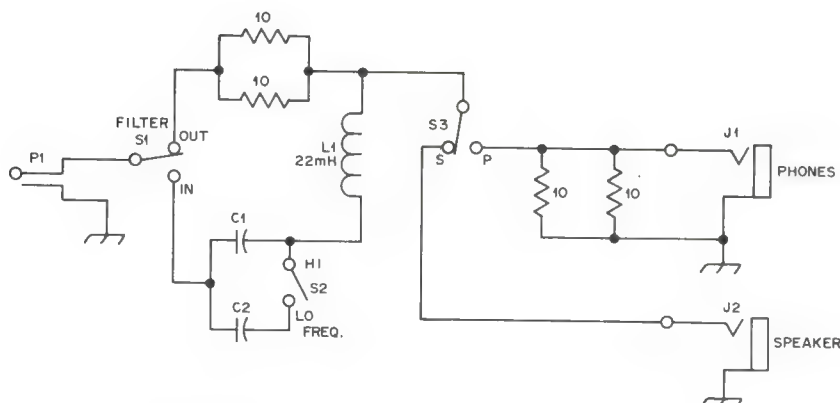 10
10
FILTER
S1
OUT
P1
IN
L1
22mH
S3
S
P
J1
PHONES
10
10
C1
HI
S2
C2
LO
FREQ.
J2
SPEAKER